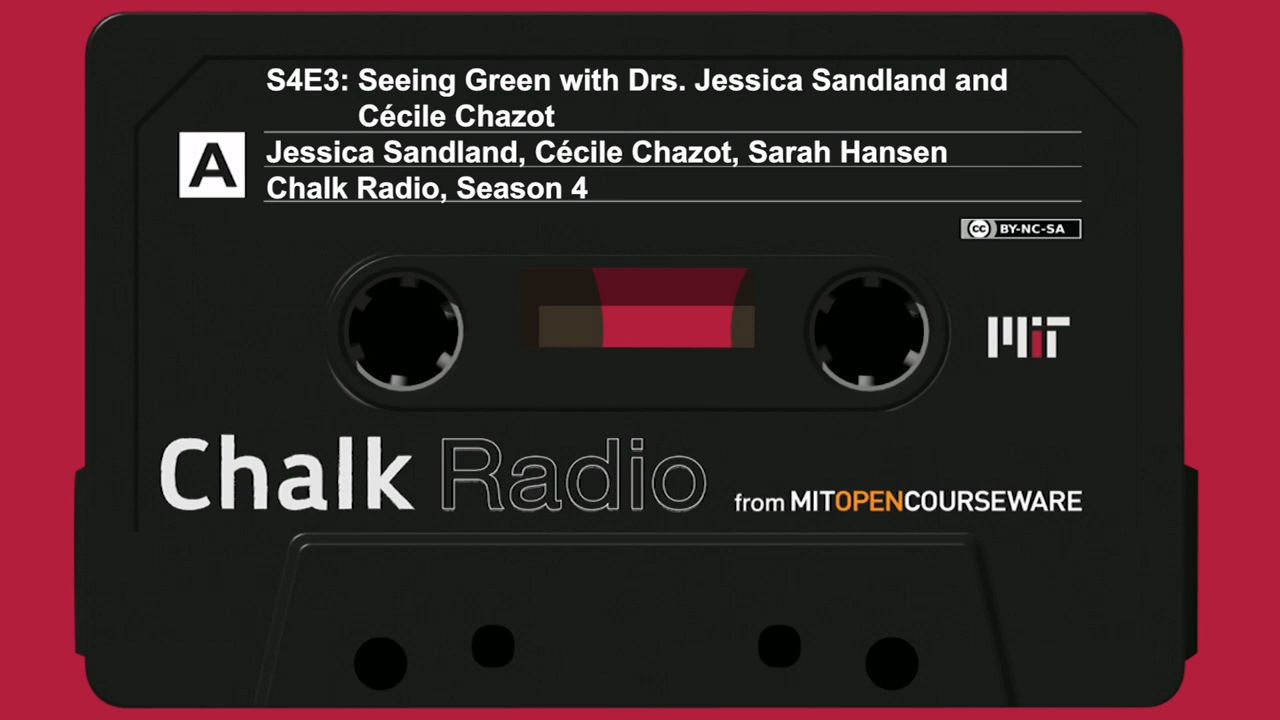 S4E3: Seeing Green with Drs. Jessica Sandland and
Cécile Chazot
A
Jessica Sandland, Cécile Chazot, Sarah Hansen
Chalk Radio, Season 4
cc BY-NC-SA
MIT
Chalk Radio
from MITOPENCOURSEWARE